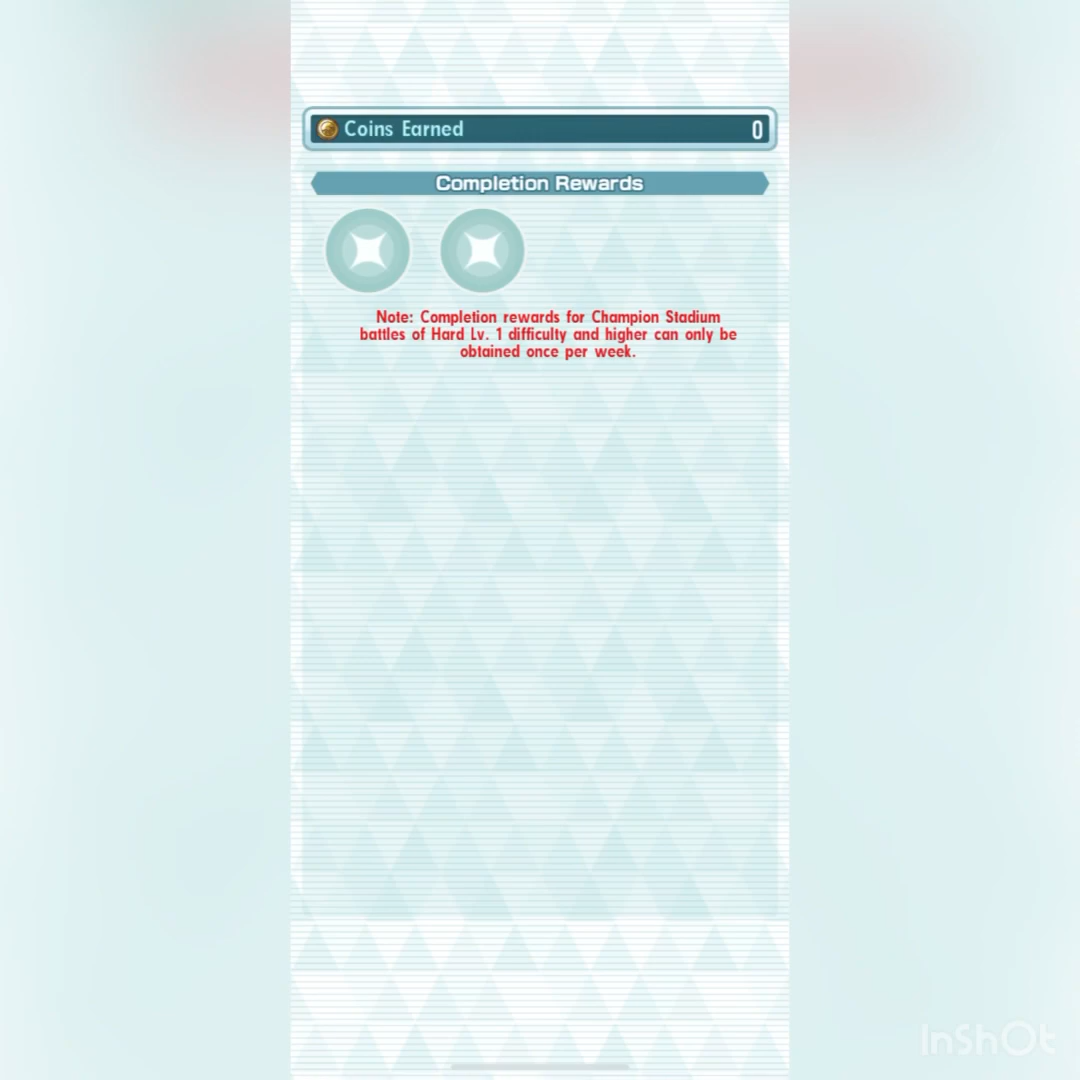 Coins Earned 0
Completion Rewards
Note: Completion rewards for Champion Stadium
battles of Hard Lv. 1 difficulty and higher can only be
obtained once per week.
InShOt